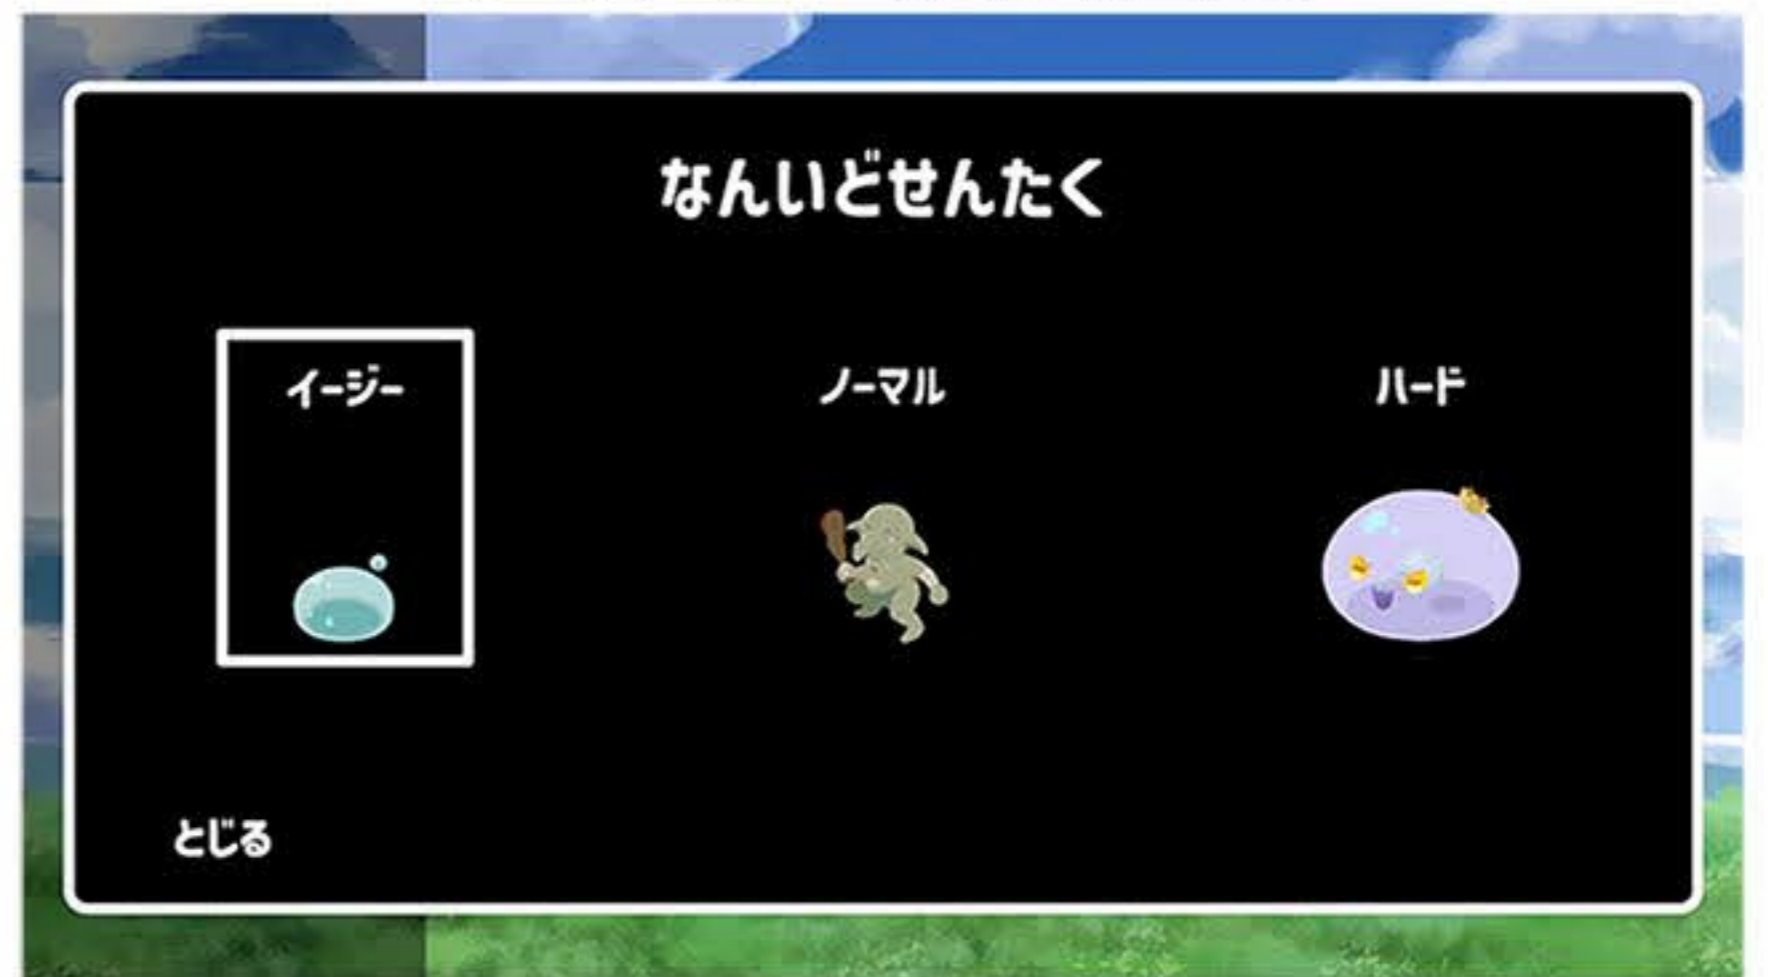 なんいどせんたく
イージー
ノーマル
ハード
とじる